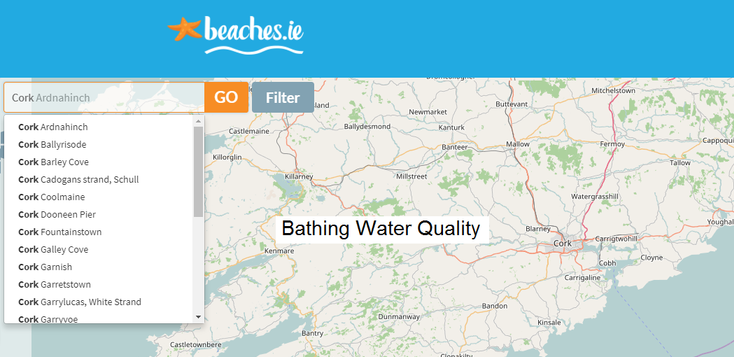 beaches.ie
Cork Ardnahinch
GO
Filter
Cork Ardnahinch
Cork Ballyrisode
Cork Barley Cove
Cork Cadogans strand, Schull
Cork Coolmaine
Cork Dooneen Pier
Cork Fountainstown
Cork Galley Cove
Cork Garnish
Cork Garretstown
Cork Garrylucas, White Strand
Cork Garryvoe
Bathing Water Quality
Mitchelstown
Newmarket
Buttevant
Castlemaine
Ballydesmond
Kanturk
Fermoy
Cappoqu
Killorglin
Banteer
Mallow
Killarney
Millstreet
Watergrasshill
Youghal
Blarney
Cork
Carrigtwohill
Kenmare
Cobh
Cloyne
Carrigaline
Bandon
Dunmanway
Kinsale
Bantry
Castletownbere